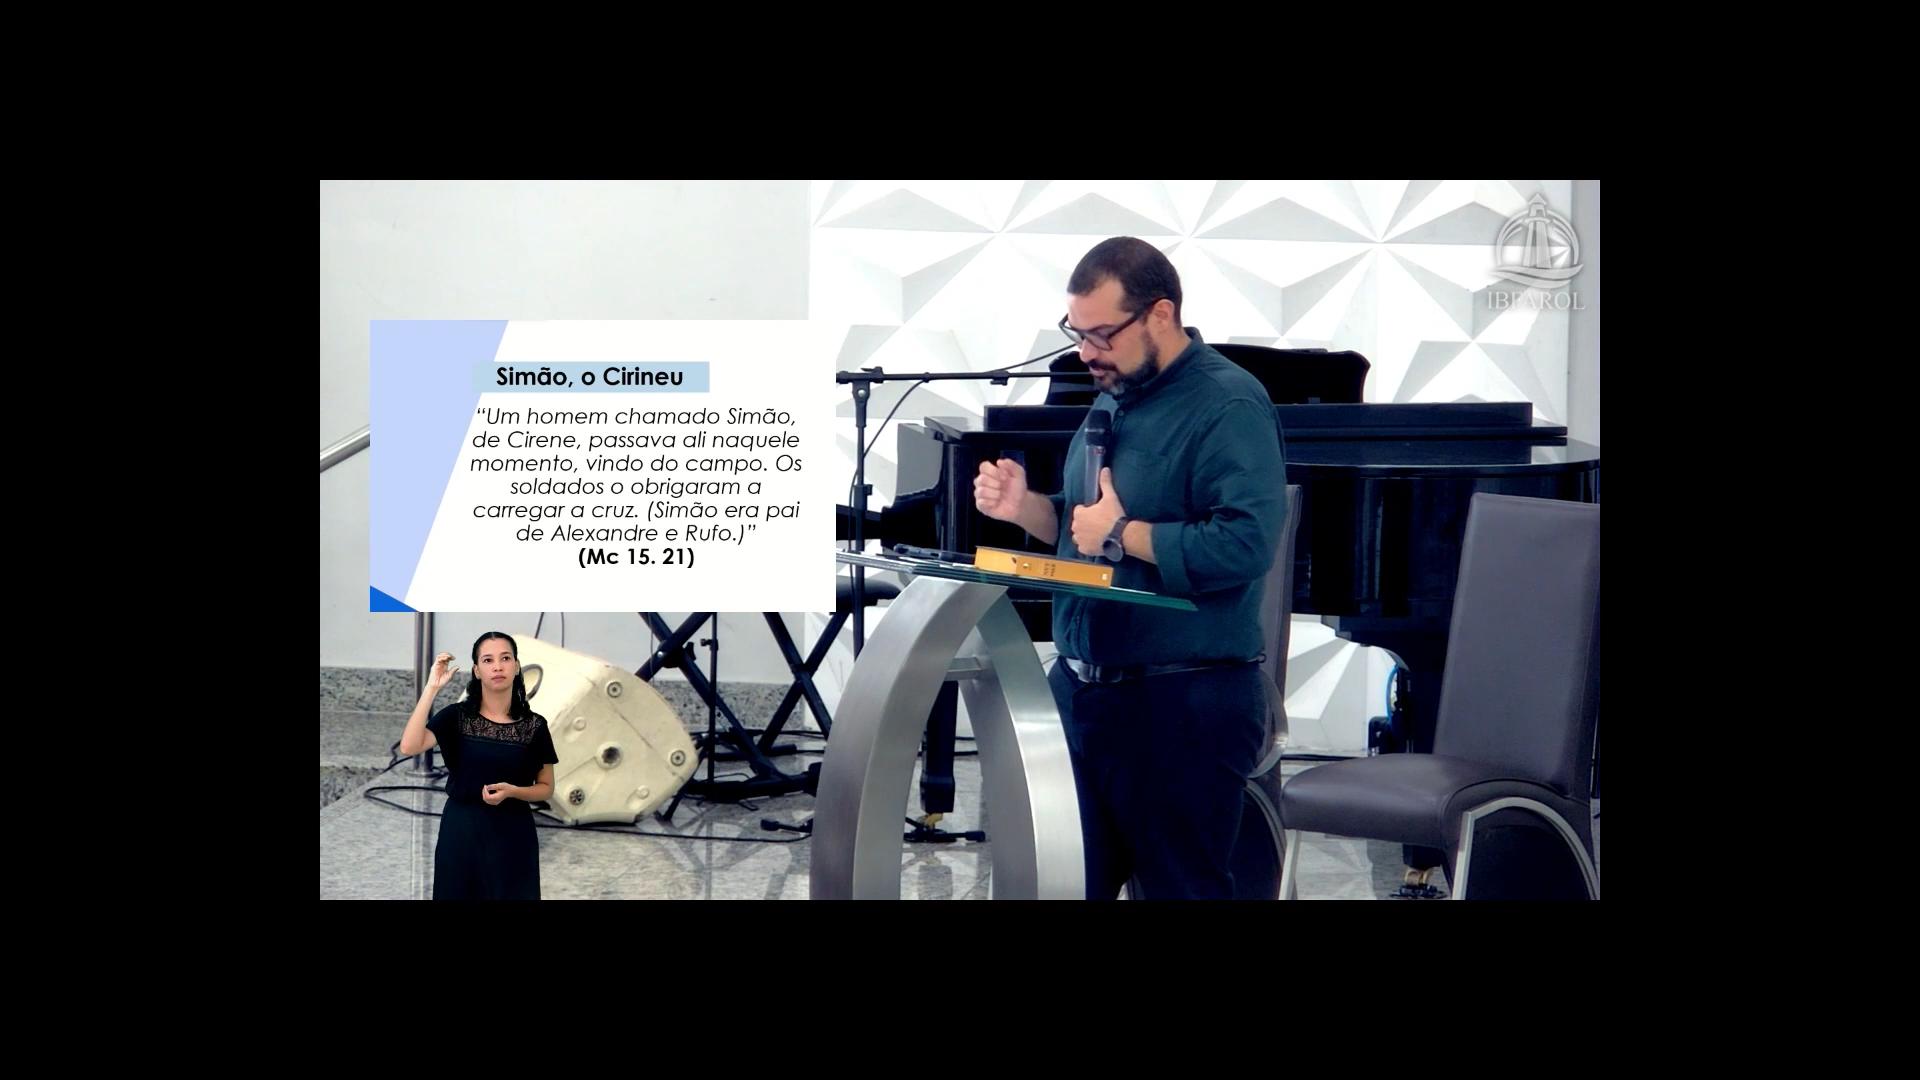 IBFAROL
Simão, o Cirineu
“Um homem chamado Simão,
de Cirene, passava ali naquele
momento, vindo do campo. Os
soldados o obrigaram a
carregar a cruz. (Simão era pai
de Alexandre e Rufo.)”
(Mc 15. 21)